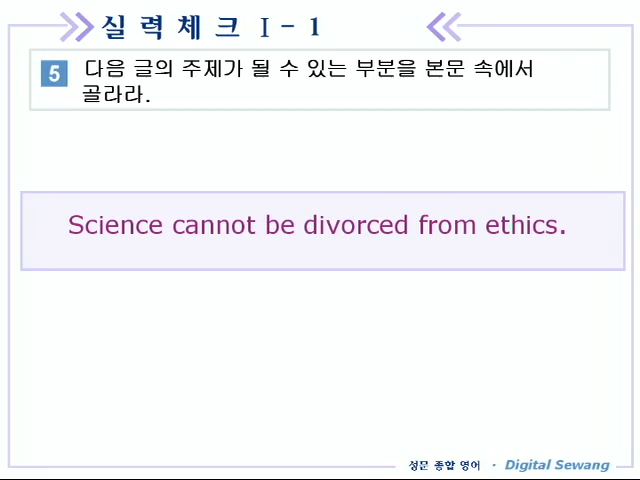 실력체크 I - 1
5 다음 글의 주제가 될 수 있는 부분을 본문 속에서
골라라.
Science cannot be divorced from ethics.
성문 종합 영어 · Digital Sewang